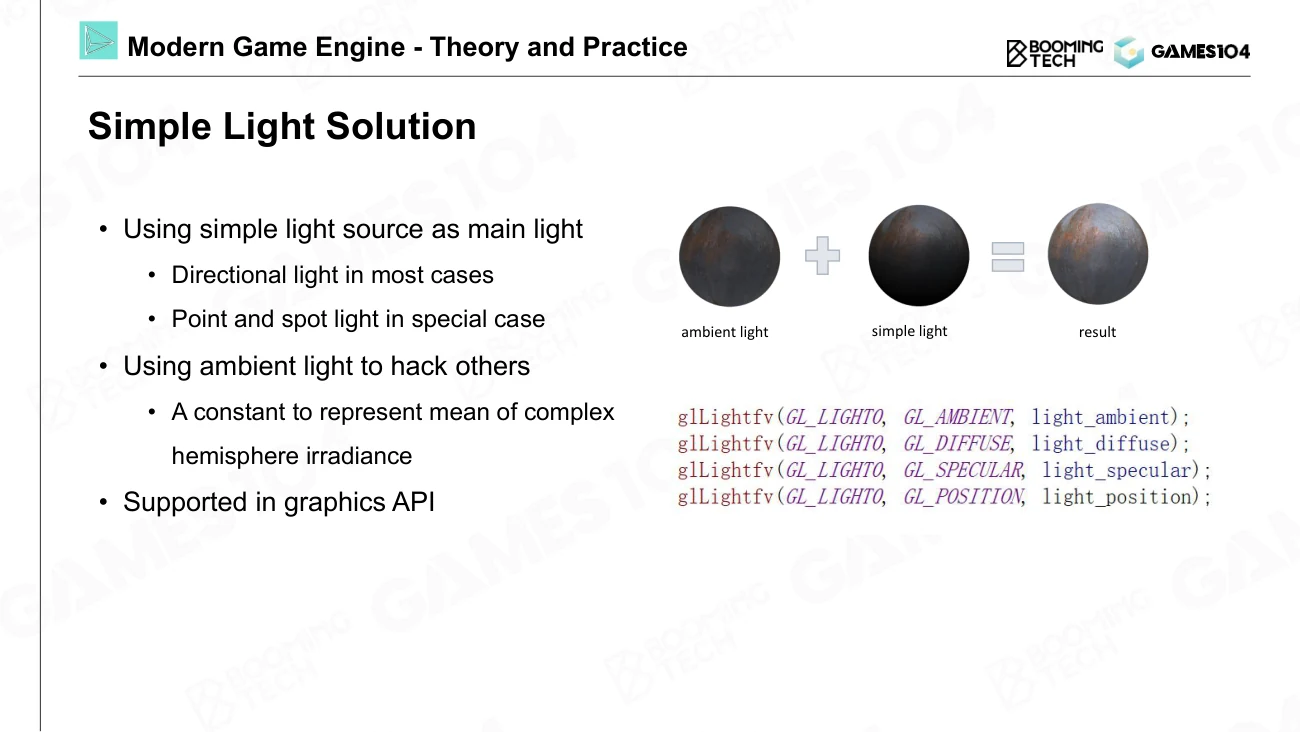 Modern Game Engine - Theory and Practice
BOOMING
TECH
GAMES104
Simple Light Solution
• Using simple light source as main light
• Directional light in most cases
• Point and spot light in special case
• Using ambient light to hack others
• A constant to represent mean of complex
hemisphere irradiance
• Supported in graphics API
ambient light
simple light
result
glLightfv(GL_LIGHT0, GL_AMBIENT, light_ambient);
glLightfv(GL_LIGHT0, GL_DIFFUSE, light_diffuse);
glLightfv(GL_LIGHT0, GL_SPECULAR, light_specular);
glLightfv(GL_LIGHT0, GL_POSITION, light_position);